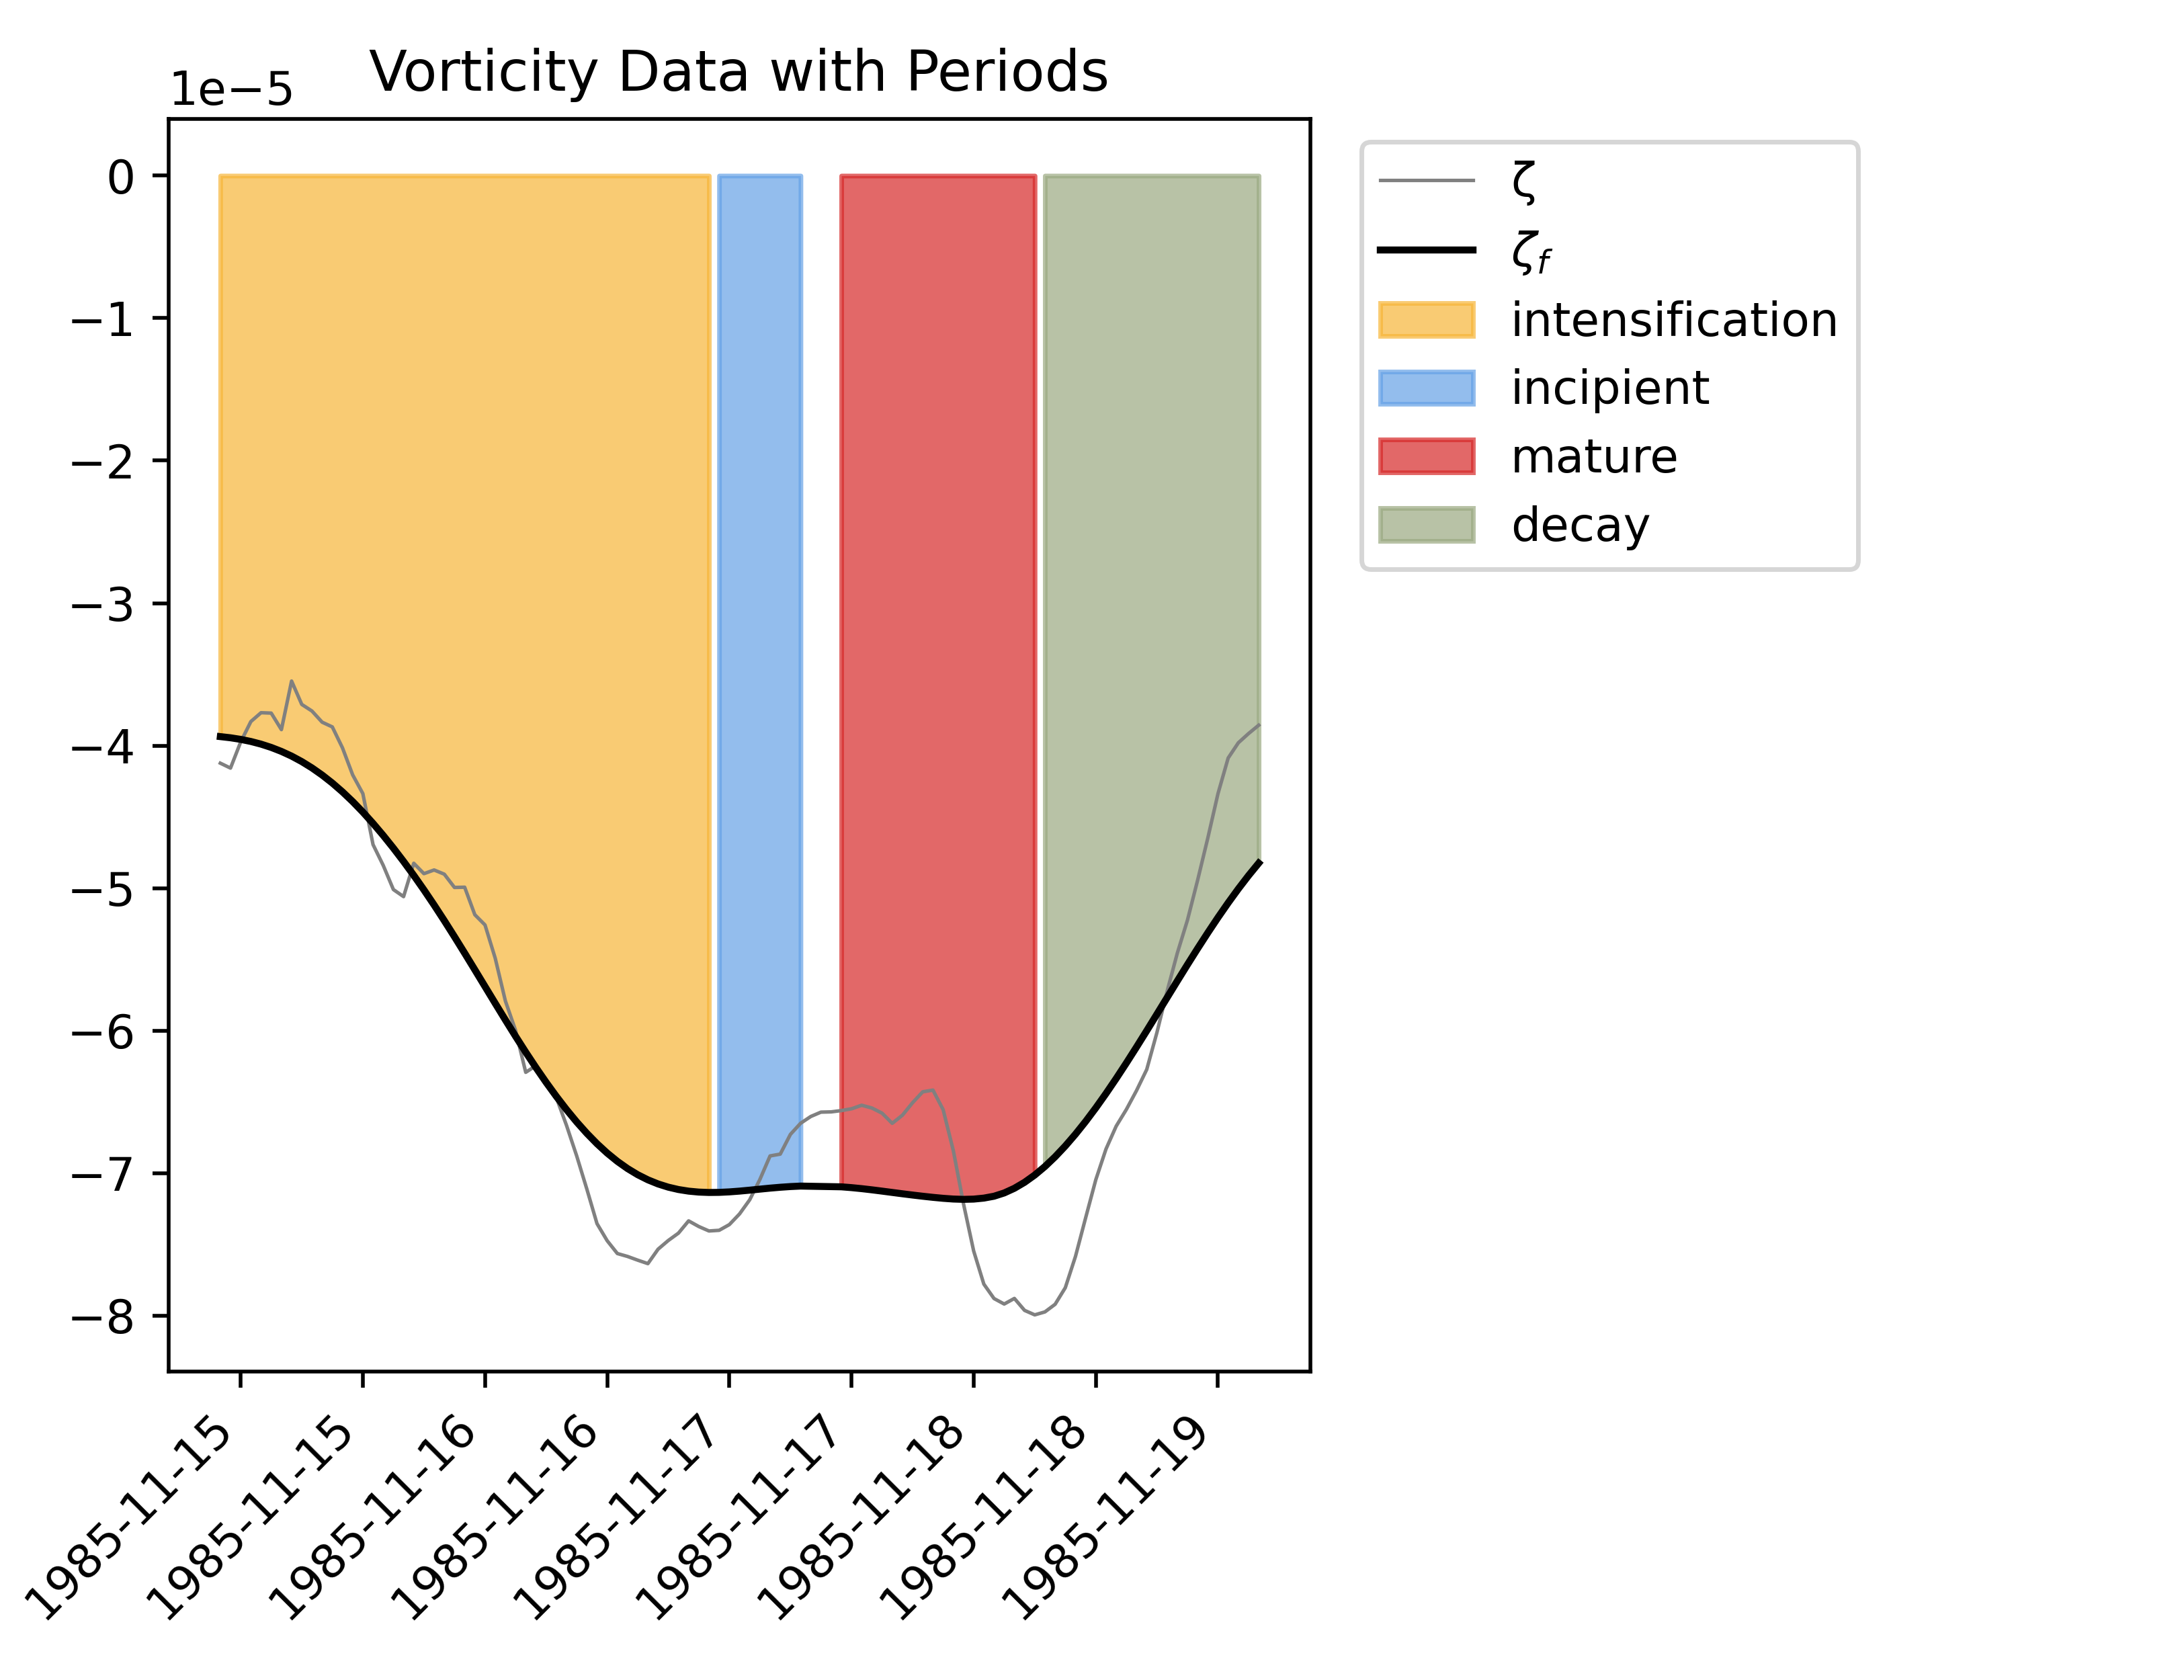 Vorticity Data with Periods
1e−5
0
−1
−2
−3
−4
−5
−6
−7
−8
1985-11-15
1985-11-15
1985-11-16
1985-11-16
1985-11-17
1985-11-17
1985-11-18
1985-11-18
1985-11-19
ζ
ζf
intensification
incipient
mature
decay